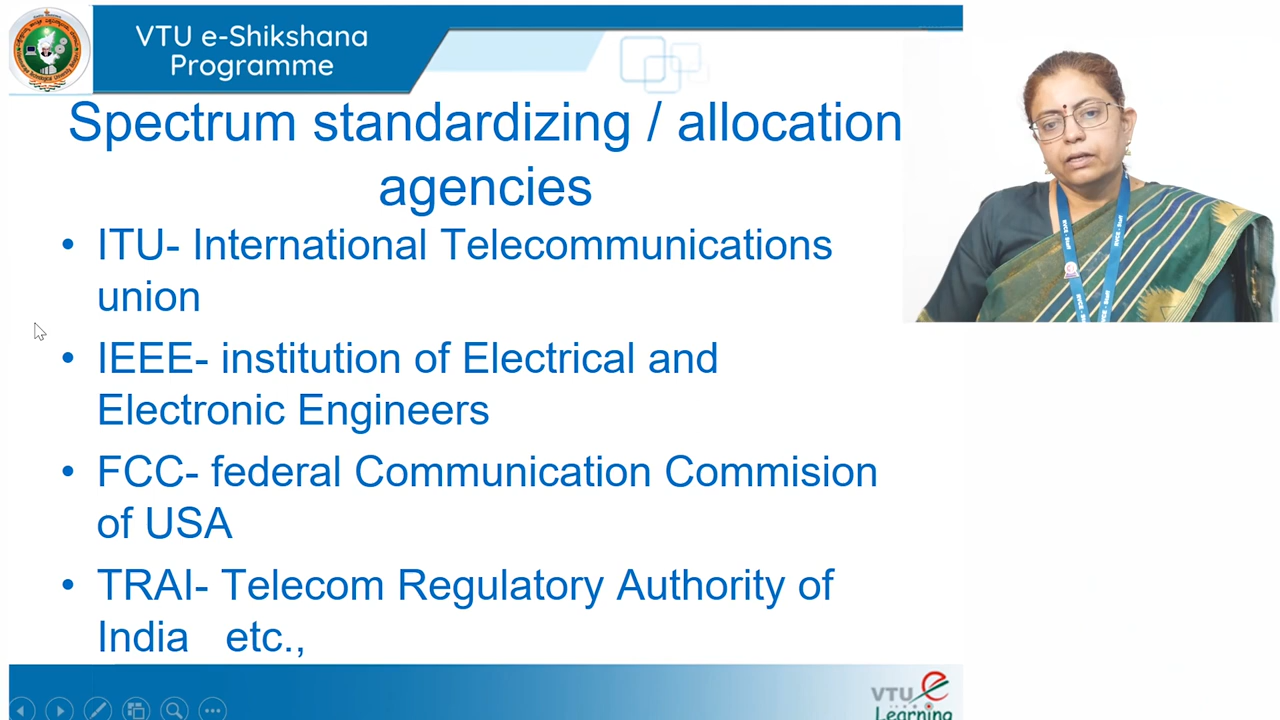 VTU e-Shikshana
Programme
Spectrum standardizing / allocation
agencies
• ITU- International Telecommunications
union
• IEEE- institution of Electrical and
Electronic Engineers
• FCC- federal Communication Commision
of USA
• TRAI- Telecom Regulatory Authority of
India etc.,
VTU e
Learning